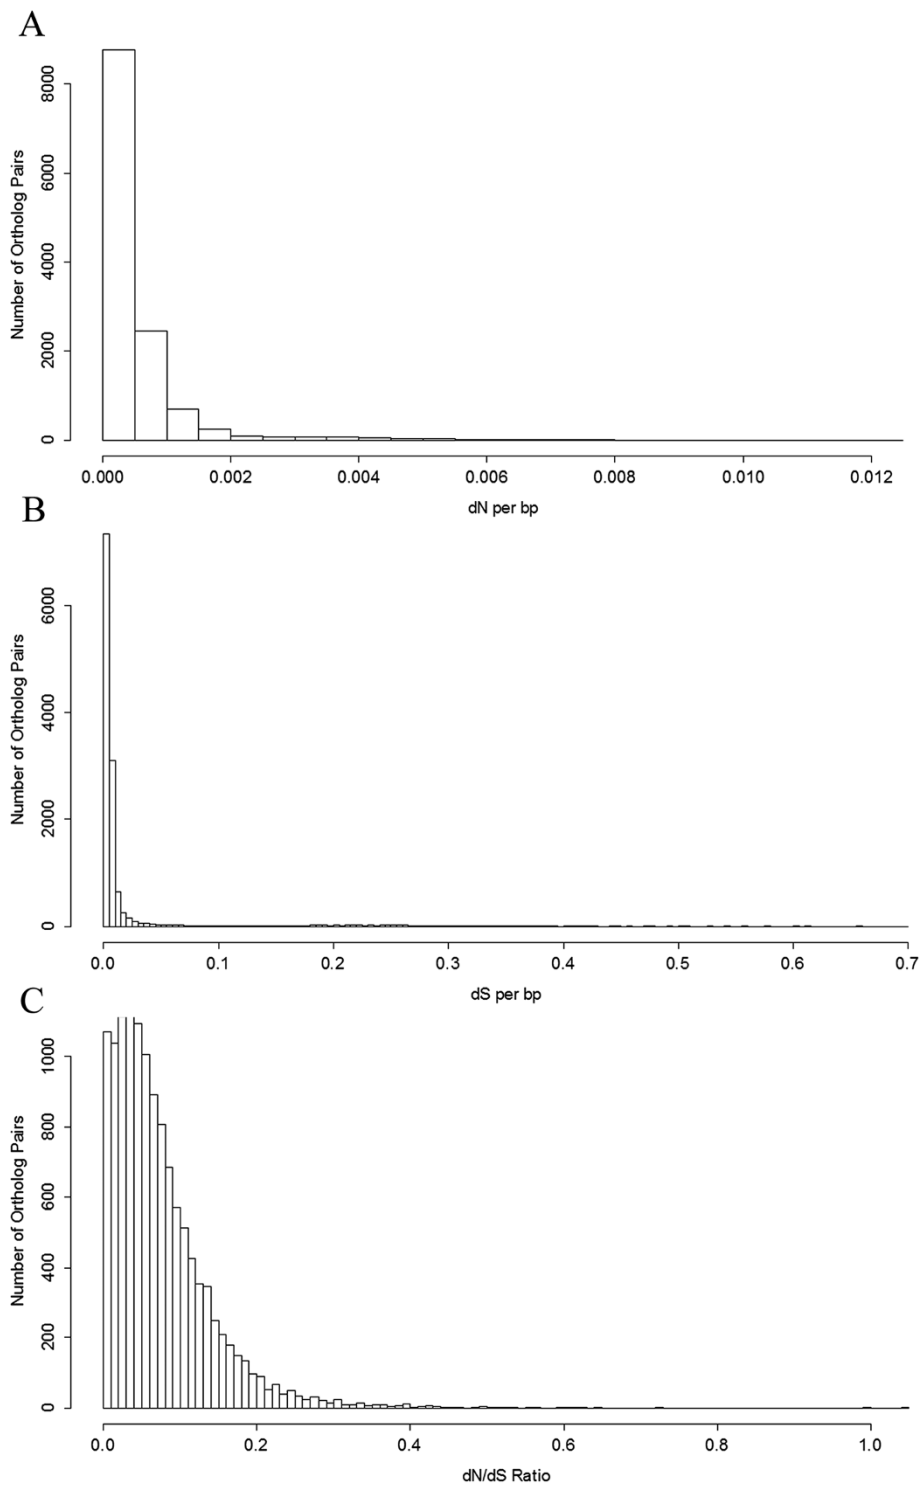 A
Number of Ortholog Pairs
8000
6000
4000
2000
0
0.000 0.002 0.004 0.006 0.008 0.010 0.012
dN per bp
B
Number of Ortholog Pairs
6000
4000
2000
0
0.0 0.1 0.2 0.3 0.4 0.5 0.6 0.7
dS per bp
C
Number of Ortholog Pairs
1000
800
600
400
200
0
0.0 0.2 0.4 0.6 0.8 1.0
dN/dS Ratio